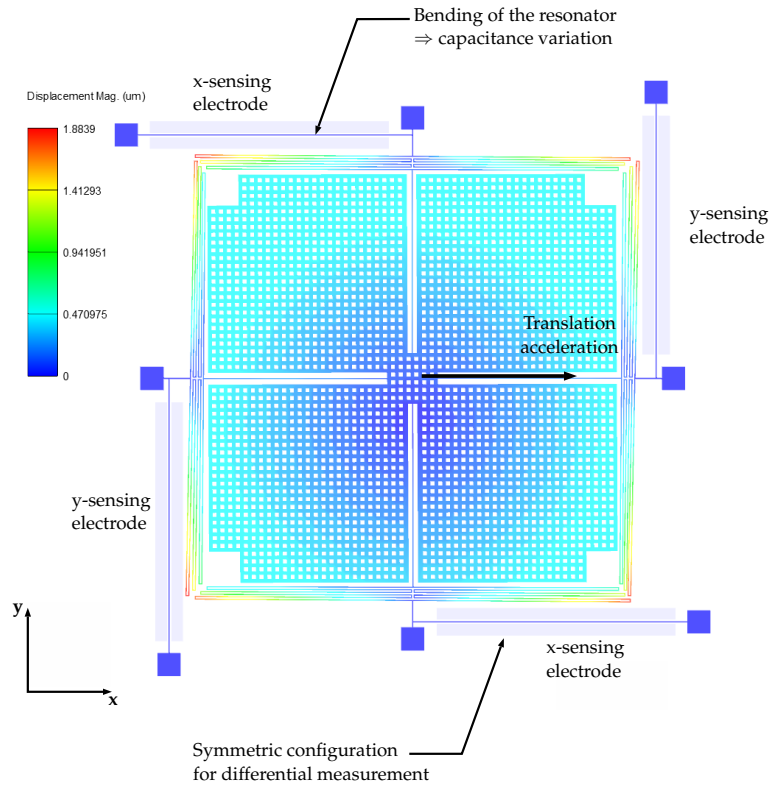 Bending of the resonator
⇒ capacitance variation
x-sensing
electrode
Displacement Mag. (um)
1.8839
1.41293
0.941951
0.470975
0
y-sensing
electrode
Translation
acceleration
y-sensing
electrode
y
x
x-sensing
electrode
Symmetric configuration
for differential measurement